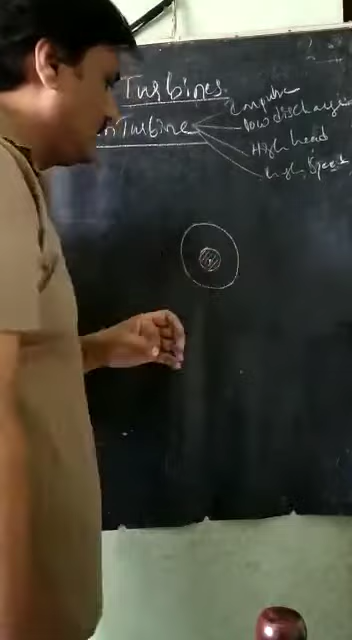 Turbines
Turbine
Impulse
low discharge
High head
high speed